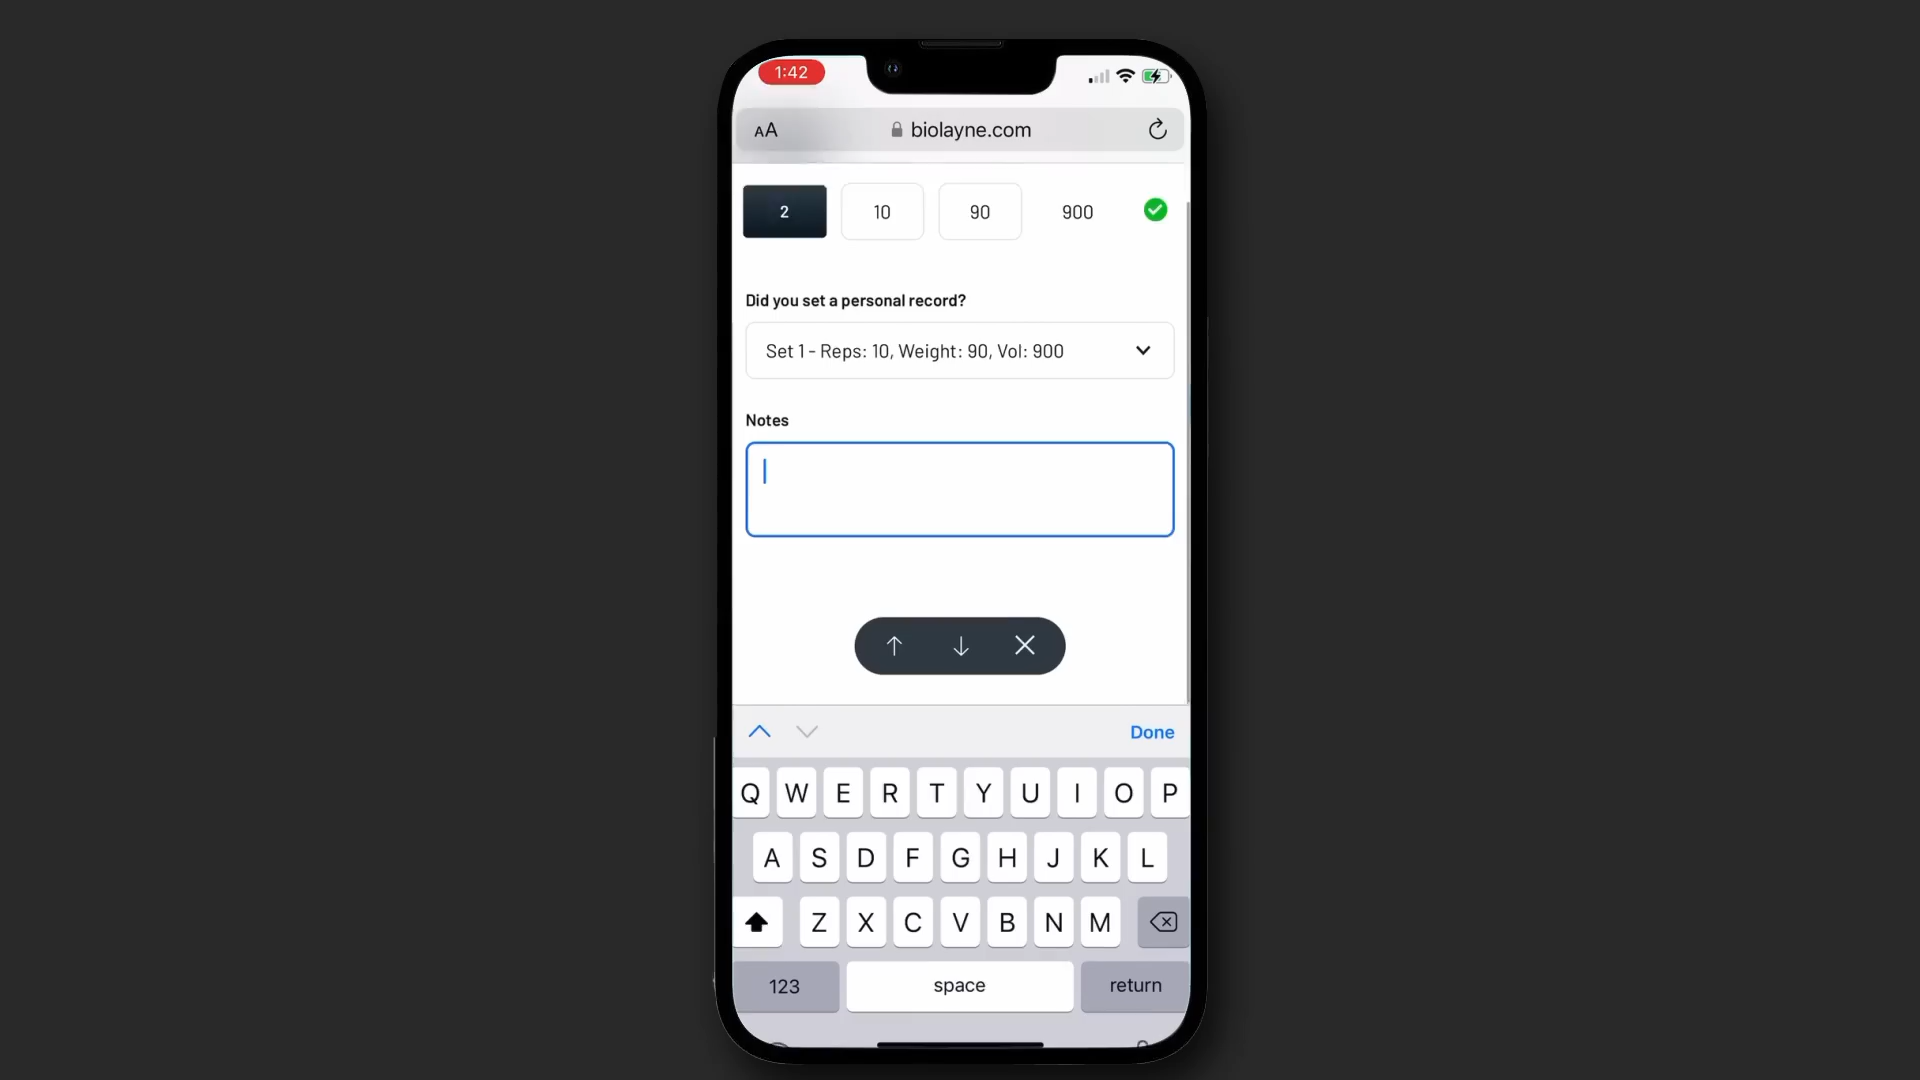 1:42
AA biolayne.com
2 10 90 900
Did you set a personal record?
Set 1 - Reps: 10, Weight: 90, Vol: 900
Notes
Done
Q W E R T Y U I O P
A S D F G H J K L
Z X C V B N M
123 space return